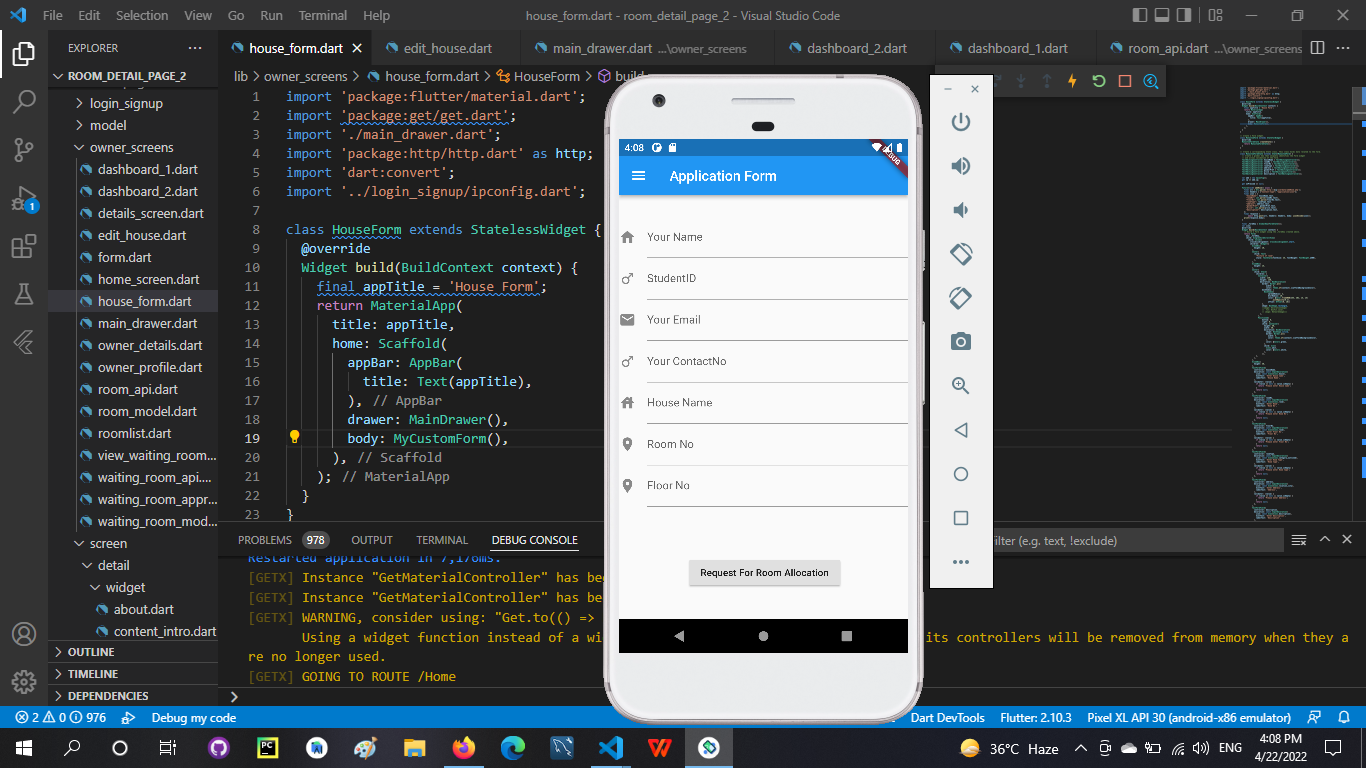 File Edit Selection View Go Run Terminal Help
house_form.dart - room_detail_page_2 - Visual Studio Code
EXPLORER
ROOM_DETAIL_PAGE_2
login_signup
model
owner_screens
dashboard_1.dart
dashboard_2.dart
details_screen.dart
edit_house.dart
form.dart
home_screen.dart
house_form.dart
main_drawer.dart
owner_details.dart
owner_profile.dart
room_api.dart
room_model.dart
roomlist.dart
view_waiting_room...
waiting_room_api....
waiting_room_appr...
waiting_room_mod...
screen
detail
widget
about.dart
content_intro.dart
OUTLINE
TIMELINE
DEPENDENCIES
1
house_form.dart edit_house.dart main_drawer.dart ...\owner_screens dashboard_2.dart dashboard_1.dart room_api.dart ...\owner_screens
lib > owner_screens > house_form.dart > HouseForm > build
1 import 'package:flutter/material.dart';
2 import 'package:get/get.dart';
3 import './main_drawer.dart';
4 import 'package:http/http.dart' as http;
5 import 'dart:convert';
6 import '../login_signup/ipconfig.dart';
7
8 class HouseForm extends StatelessWidget {
9 @override
10 Widget build(BuildContext context) {
11 final appTitle = 'House Form';
12 return MaterialApp(
13 title: appTitle,
14 home: Scaffold(
15 appBar: AppBar(
16 title: Text(appTitle),
17 ), // AppBar
18 drawer: MainDrawer(),
19 body: MyCustomForm(),
20 ), // Scaffold
21 ); // MaterialApp
22 }
23 }
4:08
DEBUG
Application Form
Your Name
StudentID
Your Email
Your ContactNo
House Name
Room No
Floor No
Request For Room Allocation
PROBLEMS 978 OUTPUT TERMINAL DEBUG CONSOLE
filter (e.g. text, !exclude)
Restarted application in 7,176ms.
[GETX] Instance "GetMaterialController" has bee
[GETX] Instance "GetMaterialController" has bee
[GETX] WARNING, consider using: "Get.to(() =>
Using a widget function instead of a wi its controllers will be removed from memory when they a
re no longer used.
[GETX] GOING TO ROUTE /Home
2 0 976 Debug my code
Dart DevTools Flutter: 2.10.3 Pixel XL API 30 (android-x86 emulator)
PC
36°C Haze ENG
4:08 PM
4/22/2022